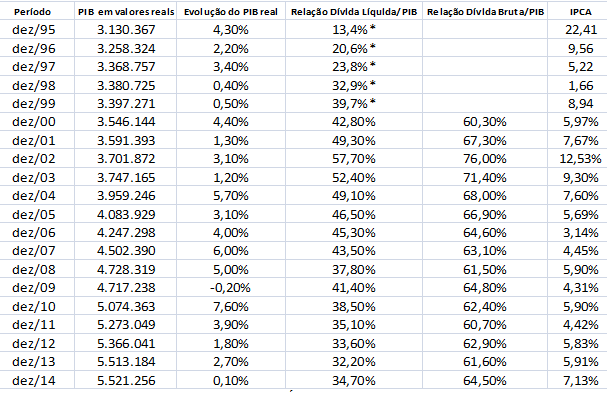 Período PIB em valores reais Evolução do PIB real Relação Dívida Líquida/PIB Relação Dívida Bruta/PIB IPCA
dez/95 3.130.367 4,30% 13,4% * 22,41
dez/96 3.258.324 2,20% 20,6% * 9,56
dez/97 3.368.757 3,40% 23,8% * 5,22
dez/98 3.380.725 0,40% 32,9% * 1,66
dez/99 3.397.271 0,50% 39,7% * 8,94
dez/00 3.546.144 4,40% 42,80% 60,30% 5,97%
dez/01 3.591.393 1,30% 49,30% 67,30% 7,67%
dez/02 3.701.872 3,10% 57,70% 76,00% 12,53%
dez/03 3.747.165 1,20% 52,40% 71,40% 9,30%
dez/04 3.959.246 5,70% 49,10% 68,00% 7,60%
dez/05 4.083.929 3,10% 46,50% 66,90% 5,69%
dez/06 4.247.298 4,00% 45,30% 64,60% 3,14%
dez/07 4.502.390 6,00% 43,50% 63,10% 4,45%
dez/08 4.728.319 5,00% 37,80% 61,50% 5,90%
dez/09 4.717.238 -0,20% 41,40% 64,80% 4,31%
dez/10 5.074.363 7,60% 38,50% 62,40% 5,90%
dez/11 5.273.049 3,90% 35,10% 60,70% 4,42%
dez/12 5.366.041 1,80% 33,60% 62,90% 5,83%
dez/13 5.513.184 2,70% 32,20% 61,60% 5,91%
dez/14 5.521.256 0,10% 34,70% 64,50% 7,13%